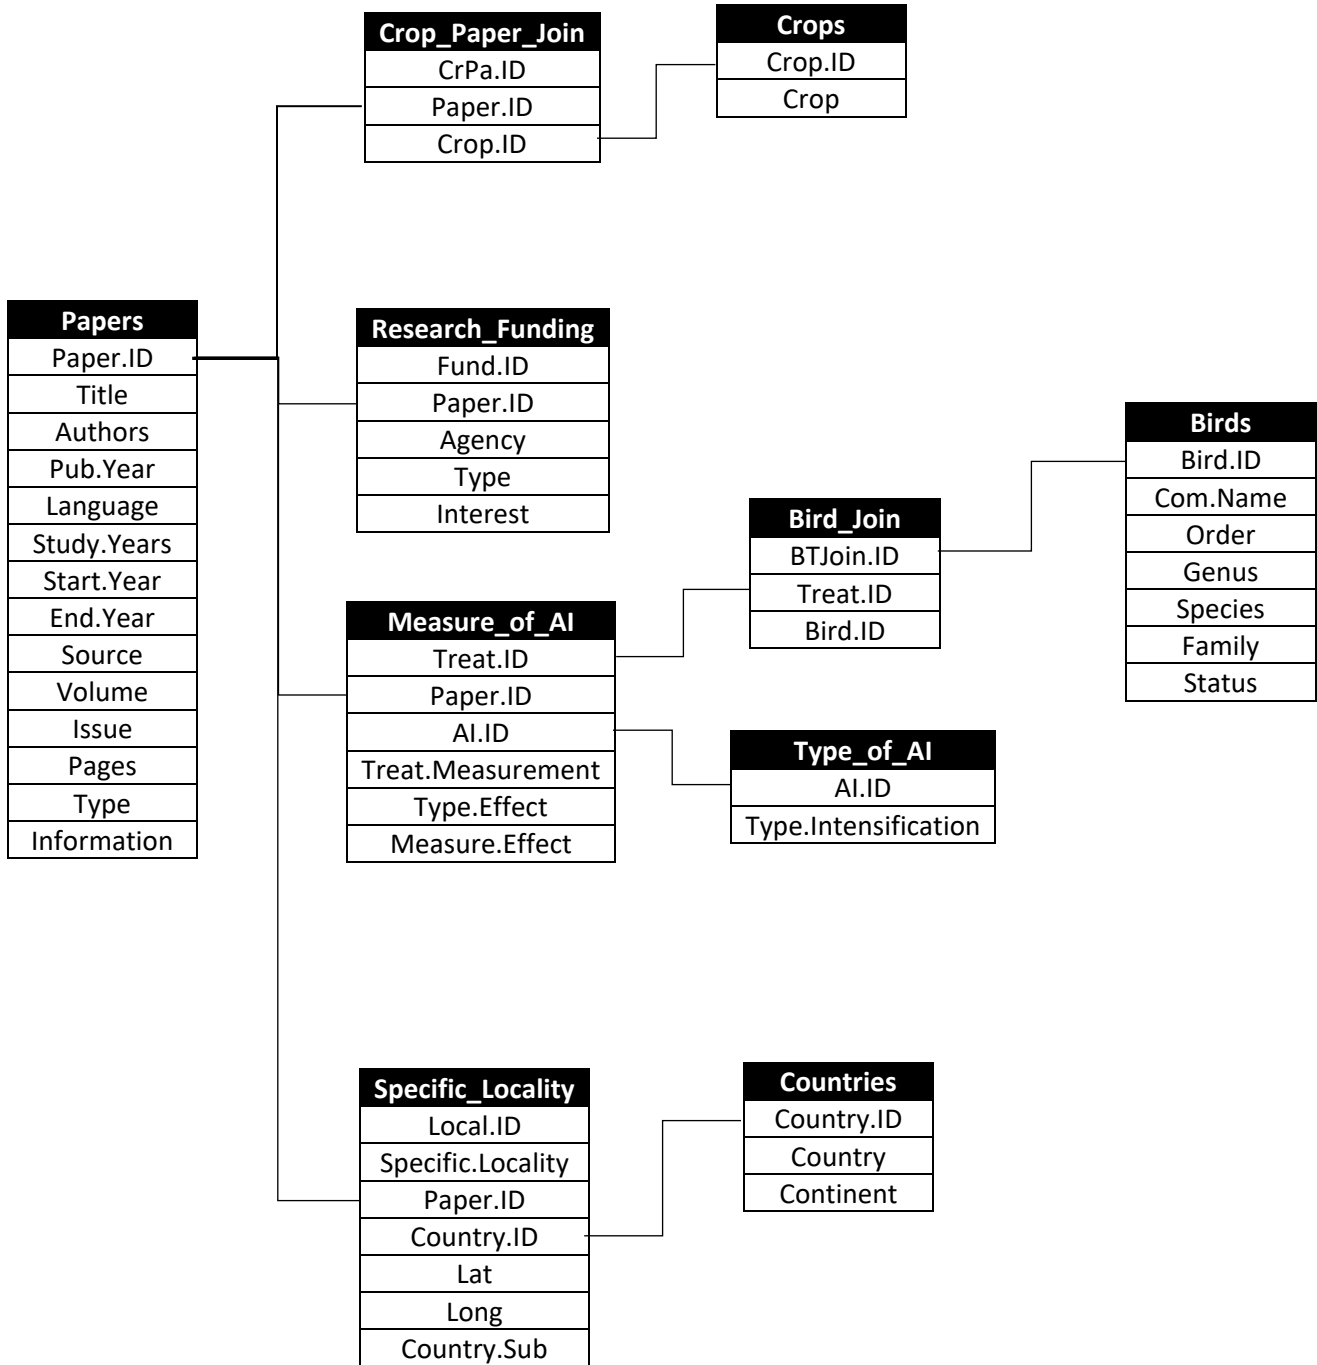 Crop_Paper_Join
CrPa.ID
Paper.ID
Crop.ID
Crops
Crop.ID
Crop
Papers
Paper.ID
Title
Authors
Pub.Year
Language
Study.Years
Start.Year
End.Year
Source
Volume
Issue
Pages
Type
Information
Research_Funding
Fund.ID
Paper.ID
Agency
Type
Interest
Measure_of_AI
Treat.ID
Paper.ID
AI.ID
Treat.Measurement
Type.Effect
Measure.Effect
Bird_Join
BTJoin.ID
Treat.ID
Bird.ID
Birds
Bird.ID
Com.Name
Order
Genus
Species
Family
Status
Type_of_AI
AI.ID
Type.Intensification
Specific_Locality
Local.ID
Specific.Locality
Paper.ID
Country.ID
Lat
Long
Country.Sub
Countries
Country.ID
Country
Continent